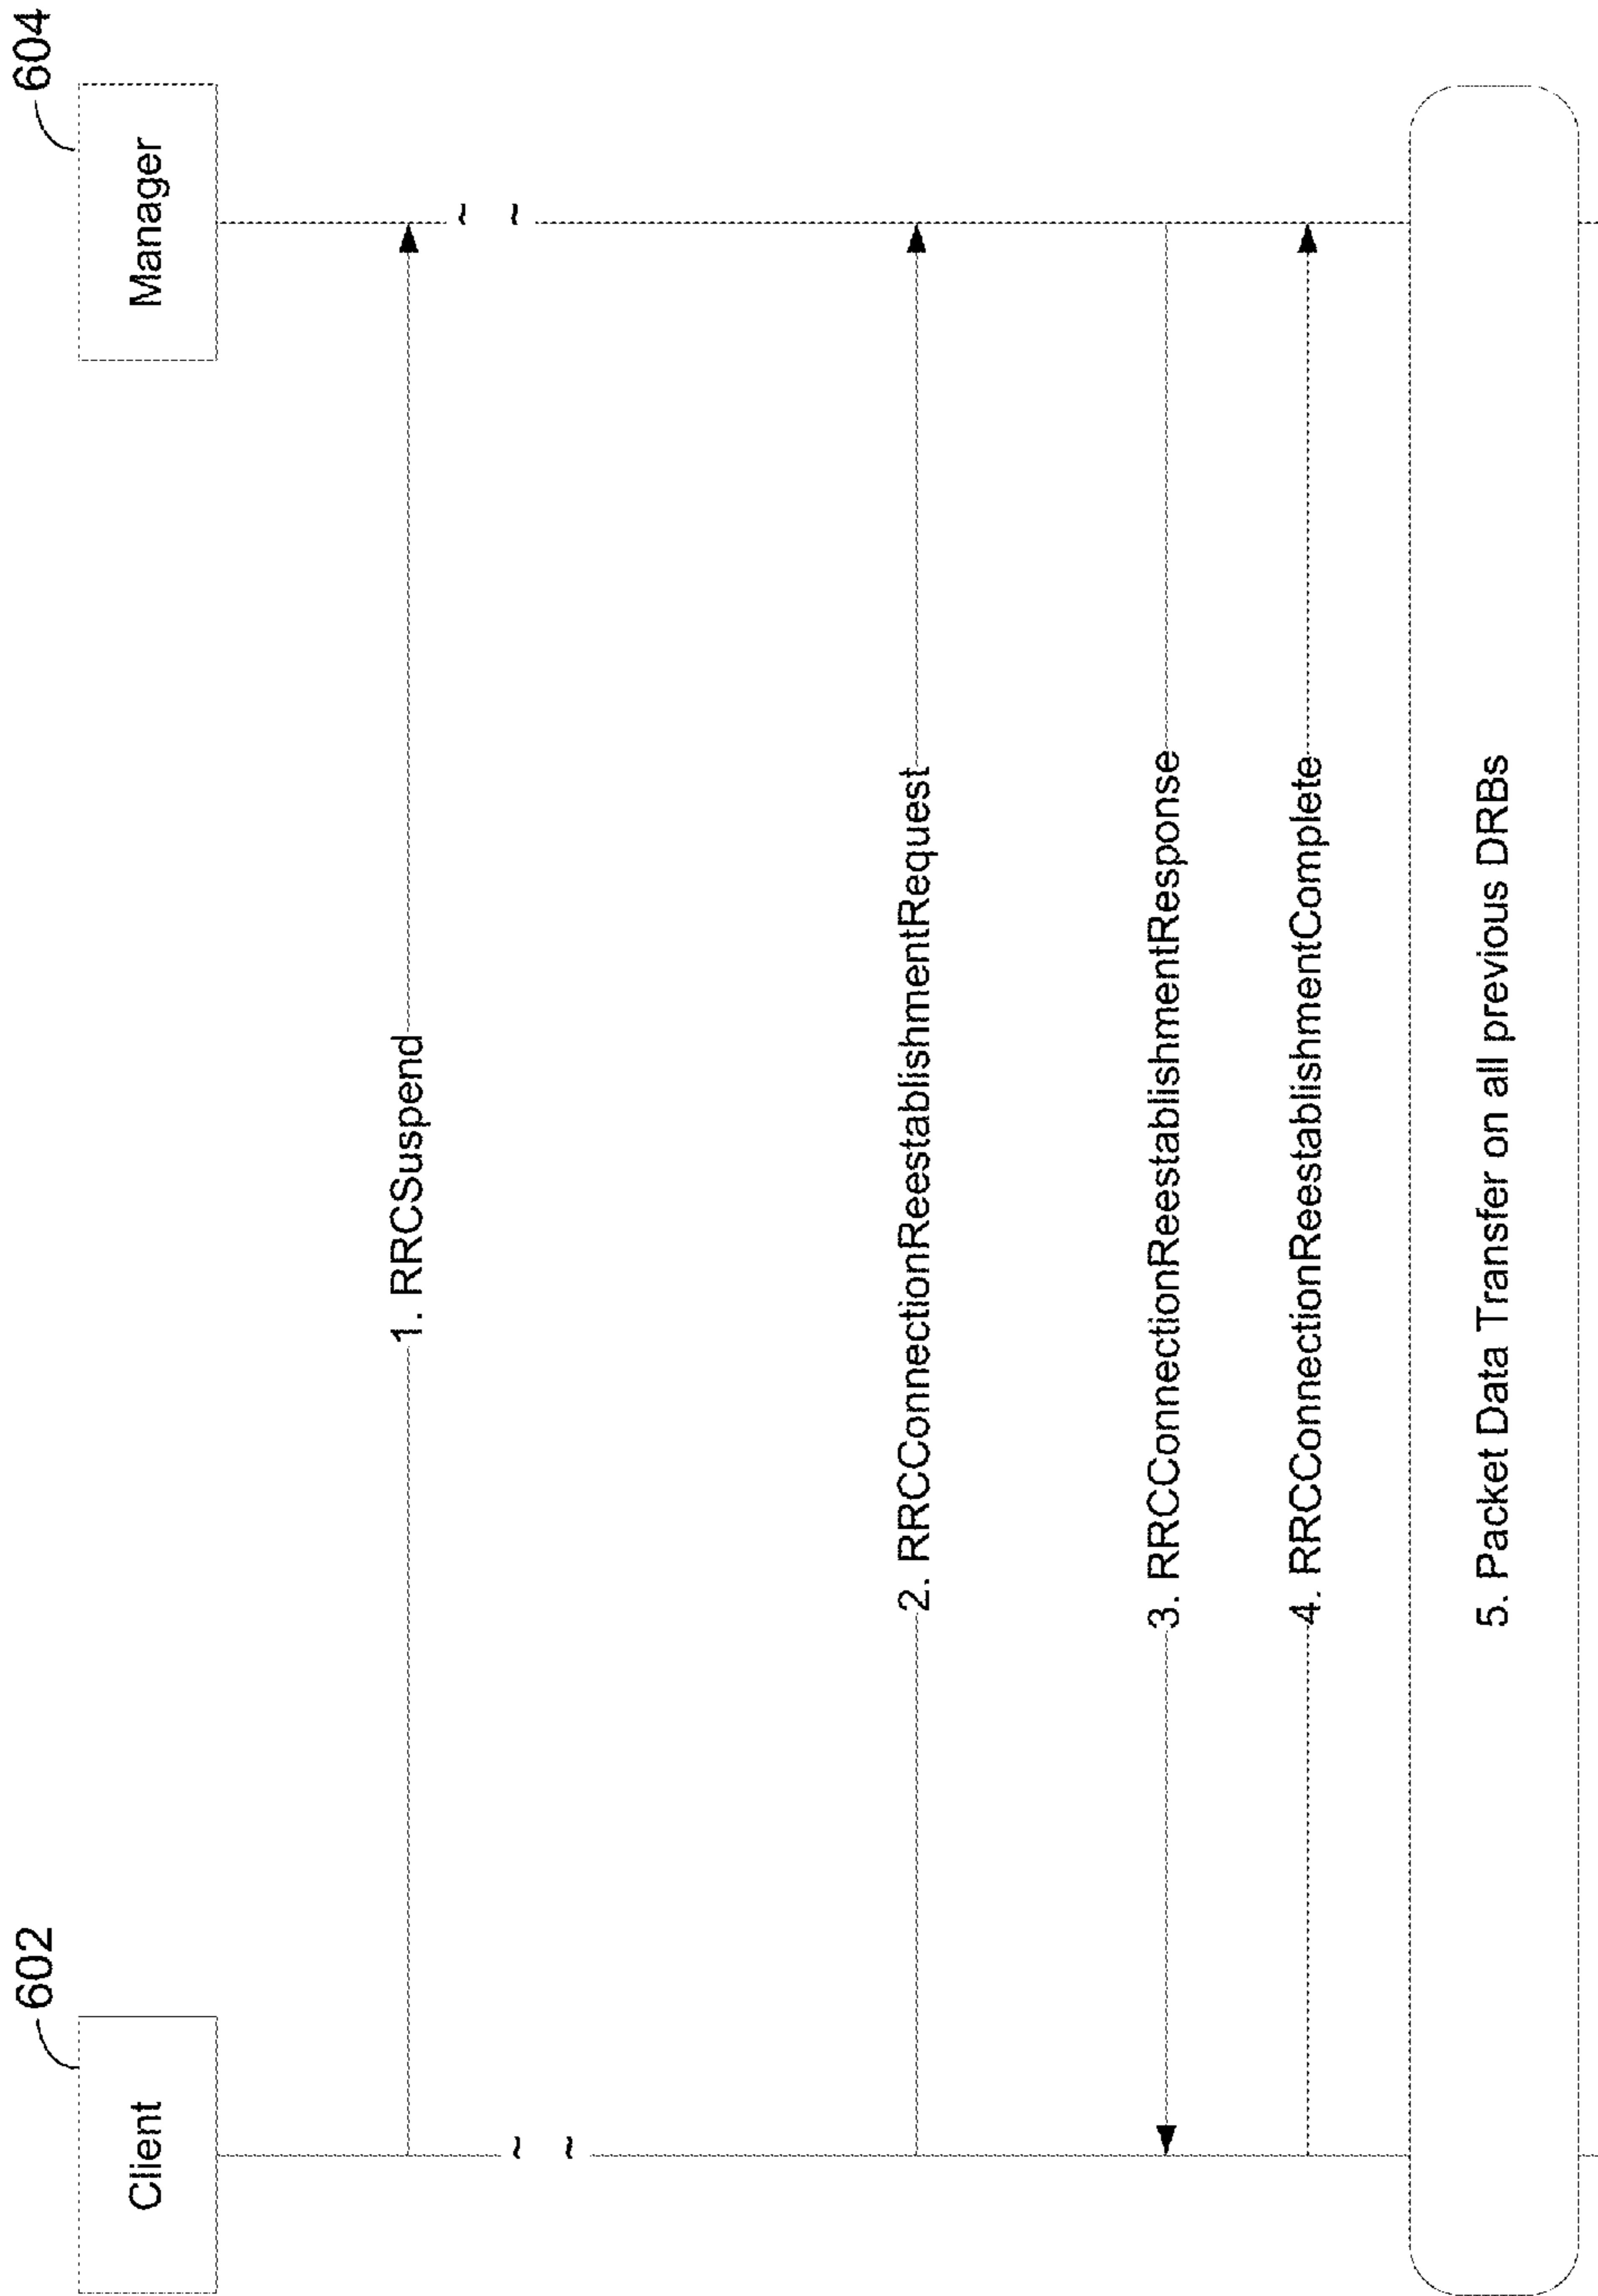 602
Client
604
Manager
1. RRCSuspend
2. RRCConnectionReestablishmentRequest
3. RRCConnectionReestablishmentResponse
4. RRCConnectionReestablishmentComplete
5. Packet Data Transfer on all previous DRBs